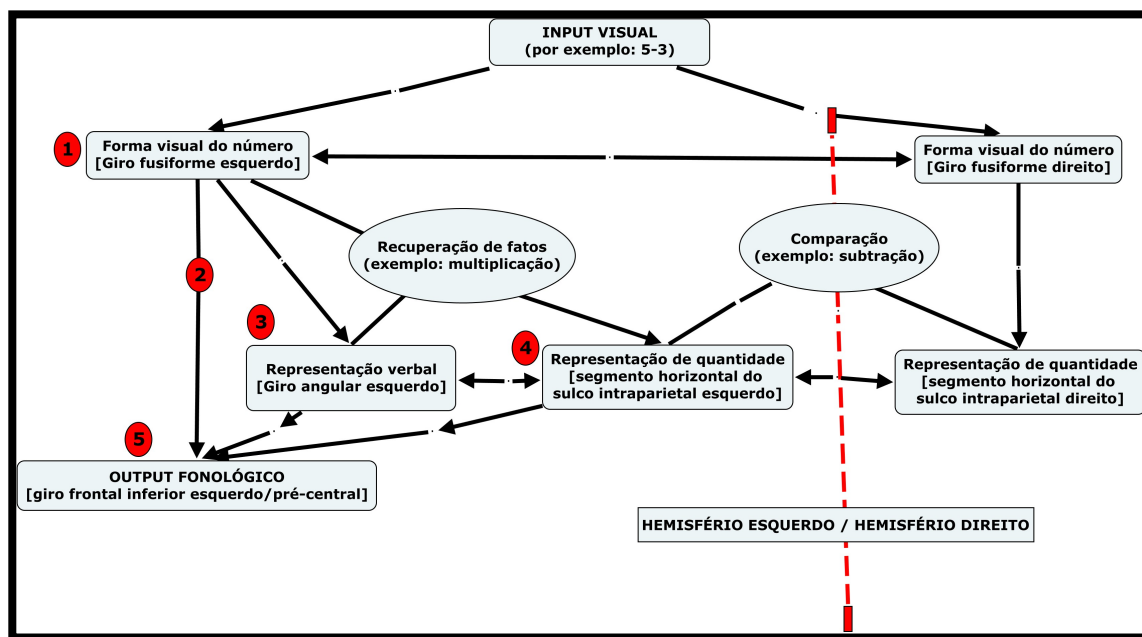 INPUT VISUAL
(por exemplo: 5-3)
1
Forma visual do número
[Giro fusiforme esquerdo]
Forma visual do número
[Giro fusiforme direito]
2
Recuperação de fatos
(exemplo: multiplicação)
Comparação
(exemplo: subtração)
3
Representação verbal
[Giro angular esquerdo]
4
Representação de quantidade
[segmento horizontal do
sulco intraparietal esquerdo]
Representação de quantidade
[segmento horizontal do
sulco intraparietal direito]
5
OUTPUT FONOLÓGICO
[giro frontal inferior esquerdo/pré-central]
HEMISFÉRIO ESQUERDO / HEMISFÉRIO DIREITO